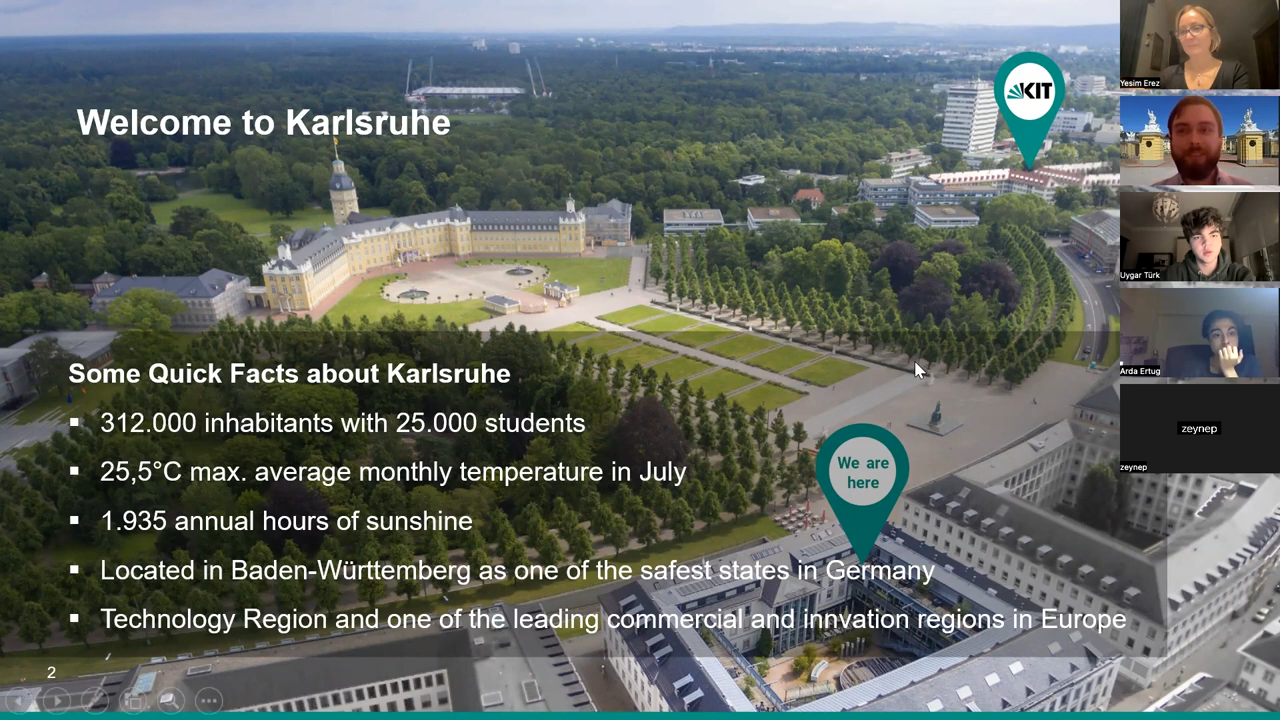 Welcome to Karlsruhe
KIT
Some Quick Facts about Karlsruhe
▪ 312.000 inhabitants with 25.000 students
▪ 25,5°C max. average monthly temperature in July
▪ 1.935 annual hours of sunshine
▪ Located in Baden-Württemberg as one of the safest states in Germany
▪ Technology Region and one of the leading commercial and innvation regions in Europe
We are
here
2
Yesim Erez
Uygar Türk
Arda Ertug
zeynep
zeynep